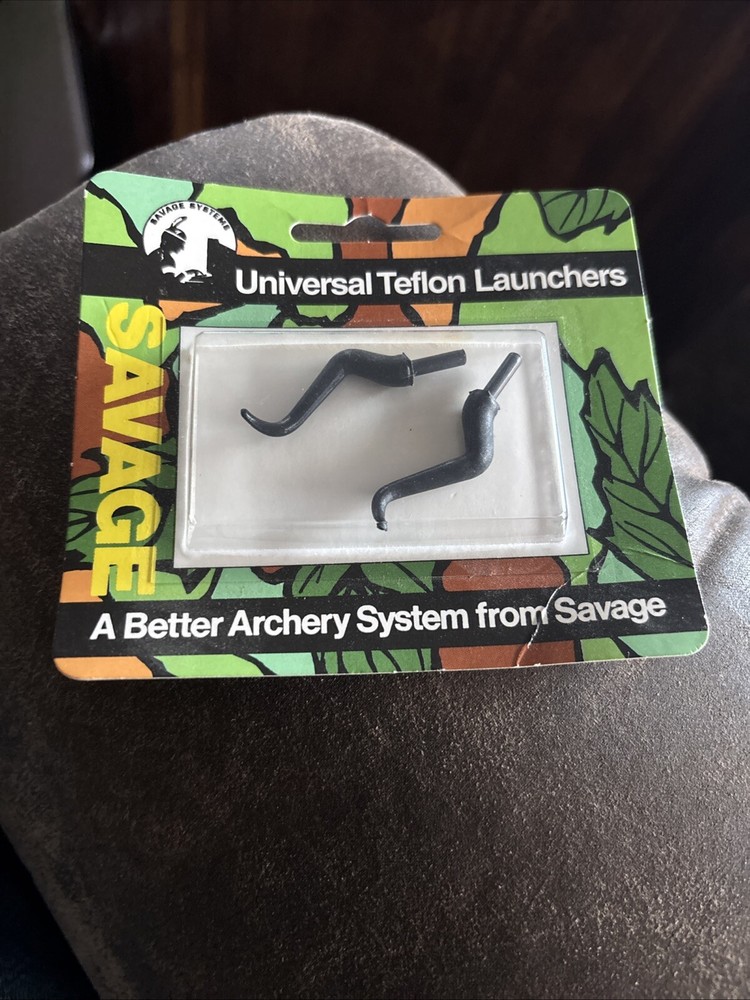 SAVAGE SYSTEMS
Universal Teflon Launchers
SAVAGE
A Better Archery System from Savage